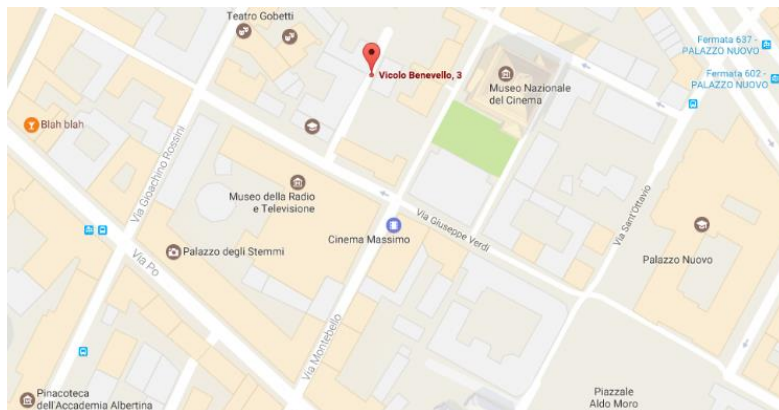 Teatro Gobetti
Fermata 637 -
PALAZZO NUOVO
Vicolo Benevello, 3
Fermata 602 -
PALAZZO NUOVO
Museo Nazionale
del Cinema
Blah blah
Via Gioachino Rossini
Museo della Radio
e Televisione
Via Giuseppe Verdi
Via Sant'Ottavio
Cinema Massimo
Palazzo degli Stemmi
Via Po
Palazzo Nuovo
Via Montebello
Pinacoteca
dell'Accademia Albertina
Piazzale
Aldo Moro